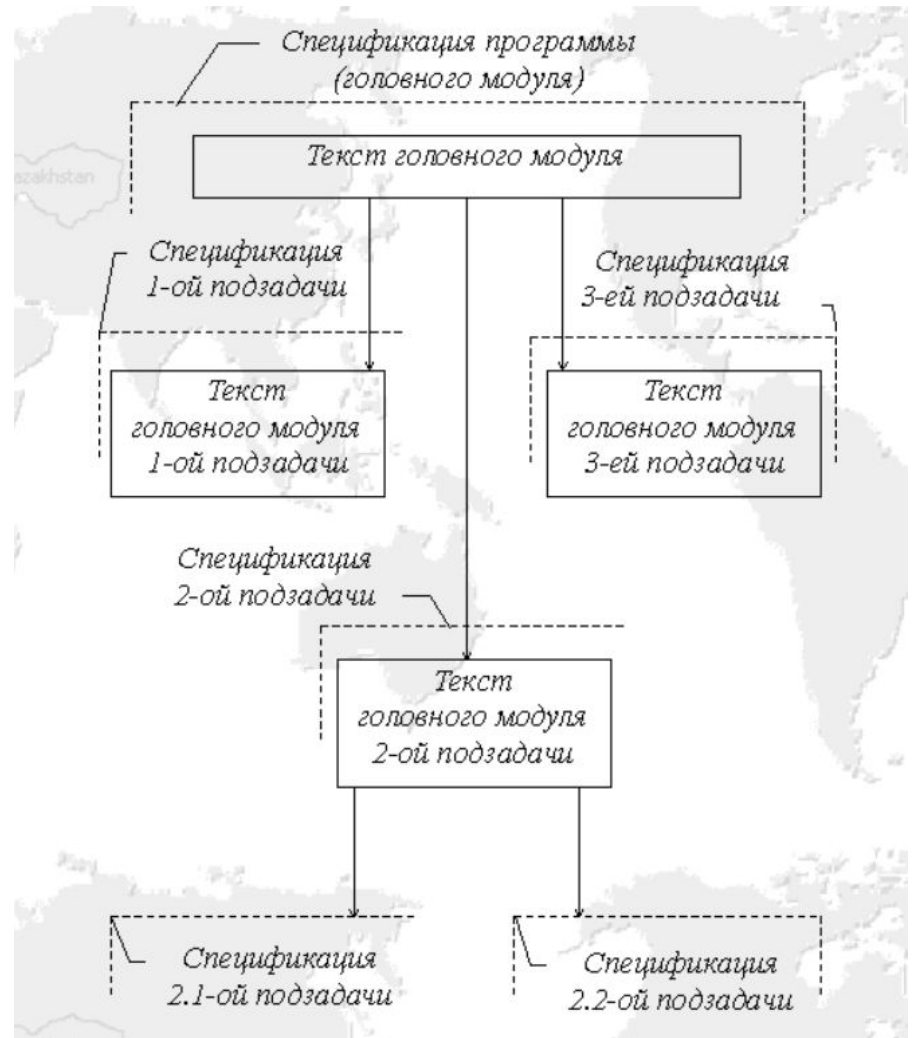 Спецификация программы
(головного модуля)
Текст головного модуля
azakhstan
Спецификация
1-ой подзадачи
Спецификация
3-ей подзадачи
Текст
головного модуля
1-ой подзадачи
Текст
головного модуля
3-ей подзадачи
Спецификация
2-ой подзадачи
Текст
головного модуля
2-ой подзадачи
Спецификация
2.1-ой подзадачи
Спецификация
2.2-ой подзадачи